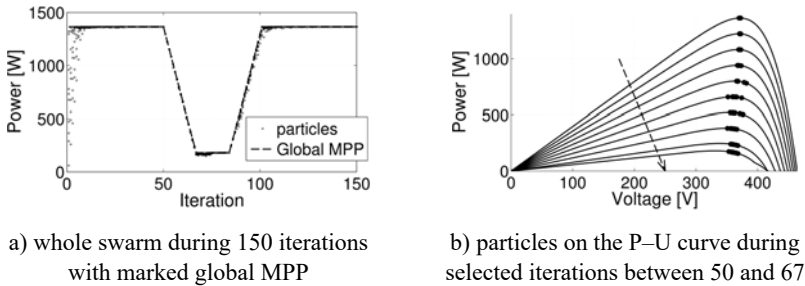 1500
1000
500
0
Power [W]
particles
Global MPP
0 50 100 150
Iteration
1000
500
0
Power [W]
0 100 200 300 400
Voltage [V]
a) whole swarm during 150 iterations
with marked global MPP
b) particles on the P–U curve during
selected iterations between 50 and 67